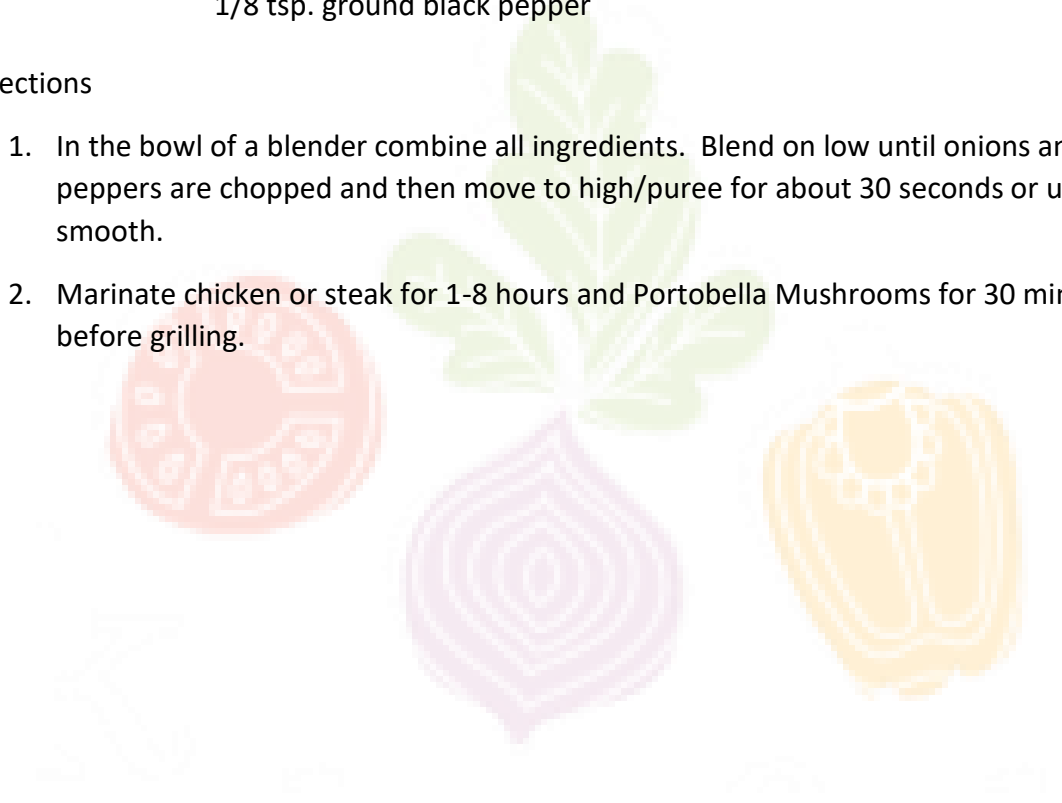 1/8 tsp. ground black pepper
ections
1. In the bowl of a blender combine all ingredients. Blend on low until onions an
peppers are chopped and then move to high/puree for about 30 seconds or u
smooth.
2. Marinate chicken or steak for 1-8 hours and Portobella Mushrooms for 30 min
before grilling.